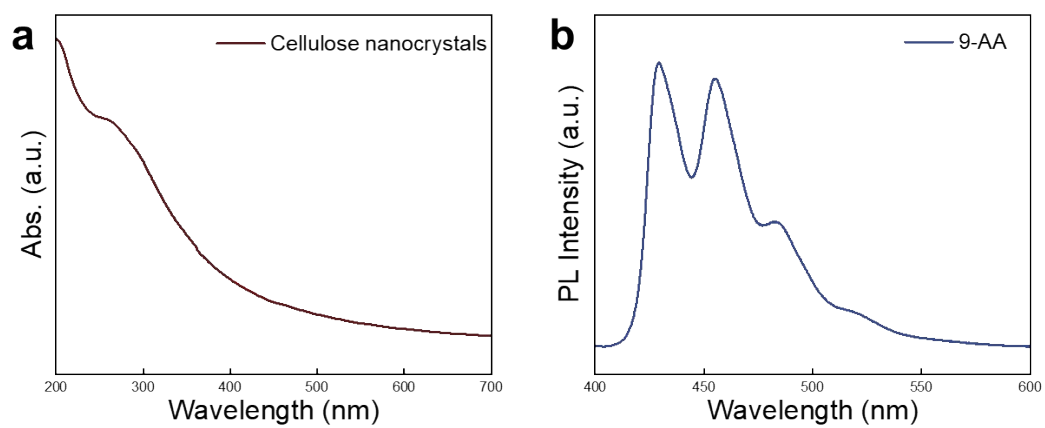 a
Cellulose nanocrystals
Abs. (a.u.)
200 300 400 500 600 700
Wavelength (nm)
b
9-AA
PL Intensity (a.u.)
400 450 500 550 600
Wavelength (nm)